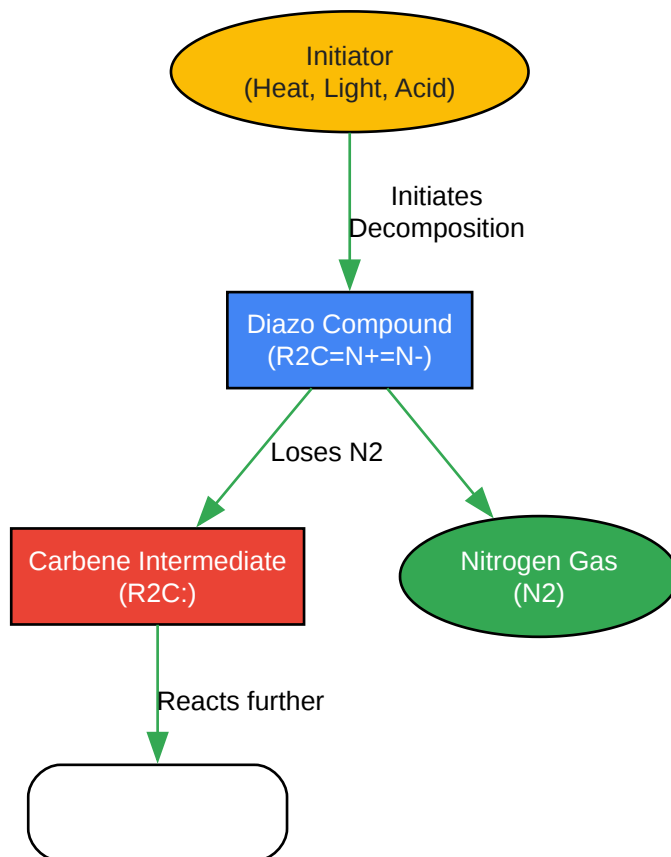 Initiator
(Heat, Light, Acid)
Initiates
Decomposition
Diazo Compound
(R2C=N+=N-)
Loses N2
Carbene Intermediate
(R2C:)
Nitrogen Gas
(N2)
Reacts further